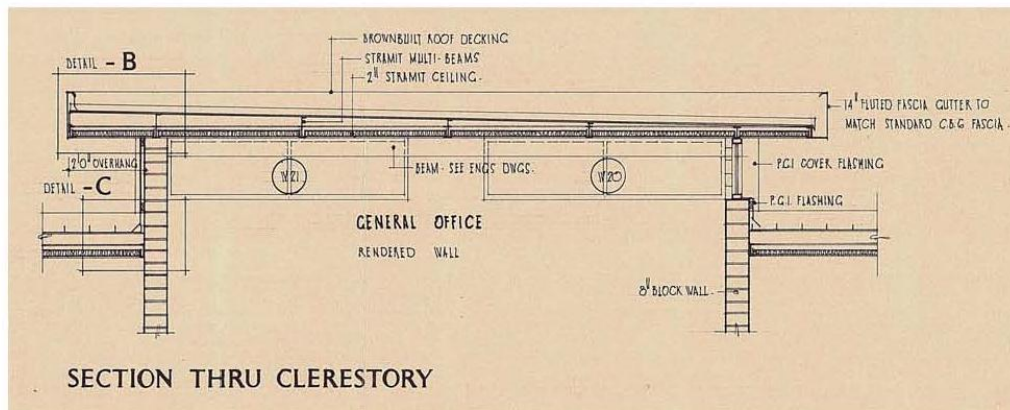 BROWNBUILT ROOF DECKING
STRAMIT MULTI-BEAMS
2" STRAMIT CEILING.
DETAIL - B
14" FLUTED FASCIA GUTTER TO
MATCH STANDARD C.B.G FASCIA.
2'0" OVERHANG
W21
BEAM - SEE ENGS DWGS.
W20
P.G.I COVER FLASHING
DETAIL - C
P.G.I. FLASHING
GENERAL OFFICE
RENDERED WALL
8" BLOCK WALL
SECTION THRU CLERESTORY